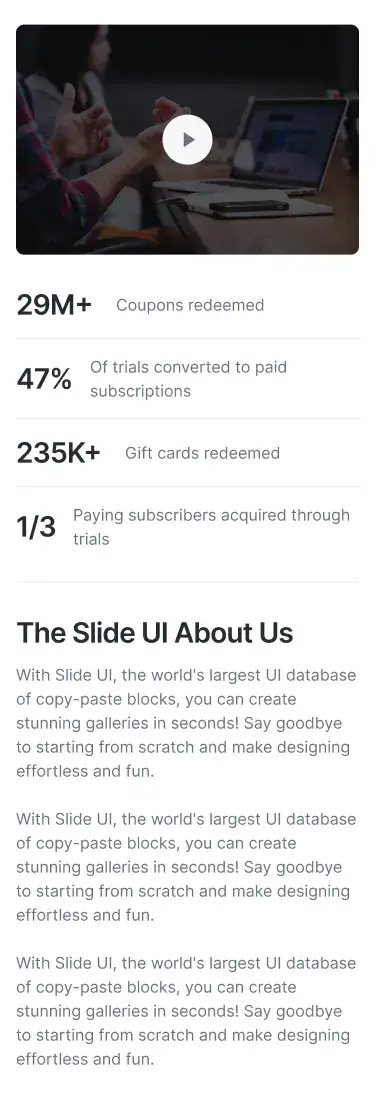 29M+ Coupons redeemed
47% Of trials converted to paid
subscriptions
235K+ Gift cards redeemed
1/3 Paying subscribers acquired through
trials
The Slide UI About Us
With Slide UI, the world's largest UI database
of copy-paste blocks, you can create
stunning galleries in seconds! Say goodbye
to starting from scratch and make designing
effortless and fun.
With Slide UI, the world's largest UI database
of copy-paste blocks, you can create
stunning galleries in seconds! Say goodbye
to starting from scratch and make designing
effortless and fun.
With Slide UI, the world's largest UI database
of copy-paste blocks, you can create
stunning galleries in seconds! Say goodbye
to starting from scratch and make designing
effortless and fun.